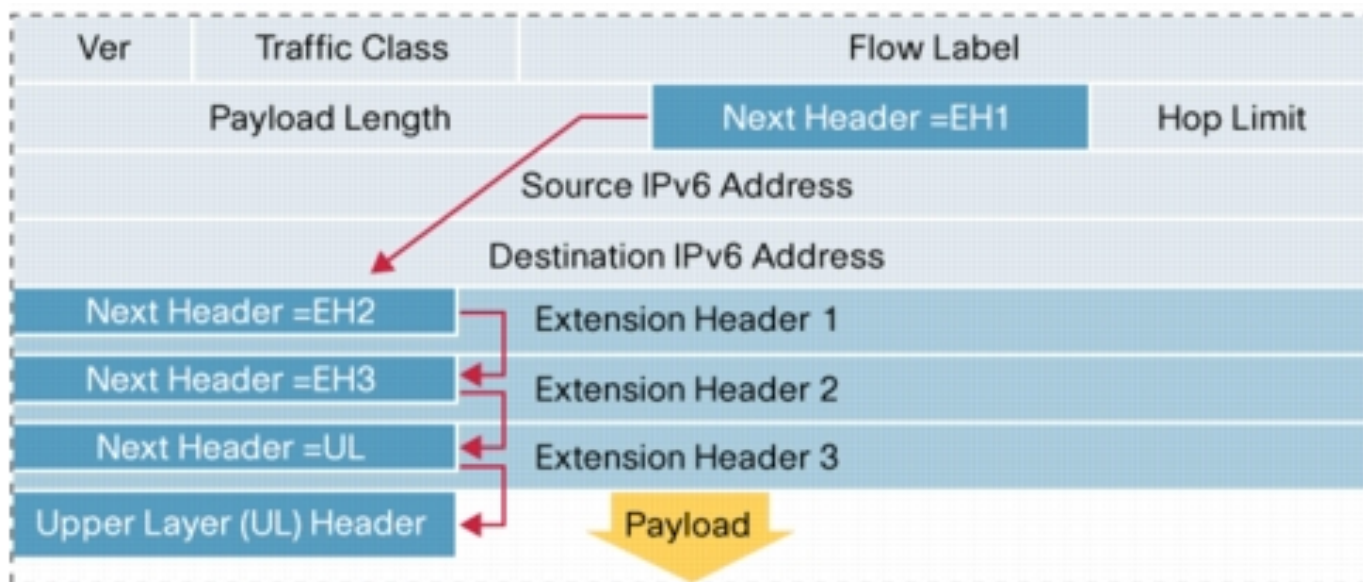 Ver Traffic Class Flow Label
Payload Length Next Header =EH1 Hop Limit
Source IPv6 Address
Destination IPv6 Address
Next Header =EH2 Extension Header 1
Next Header =EH3 Extension Header 2
Next Header =UL Extension Header 3
Upper Layer (UL) Header Payload